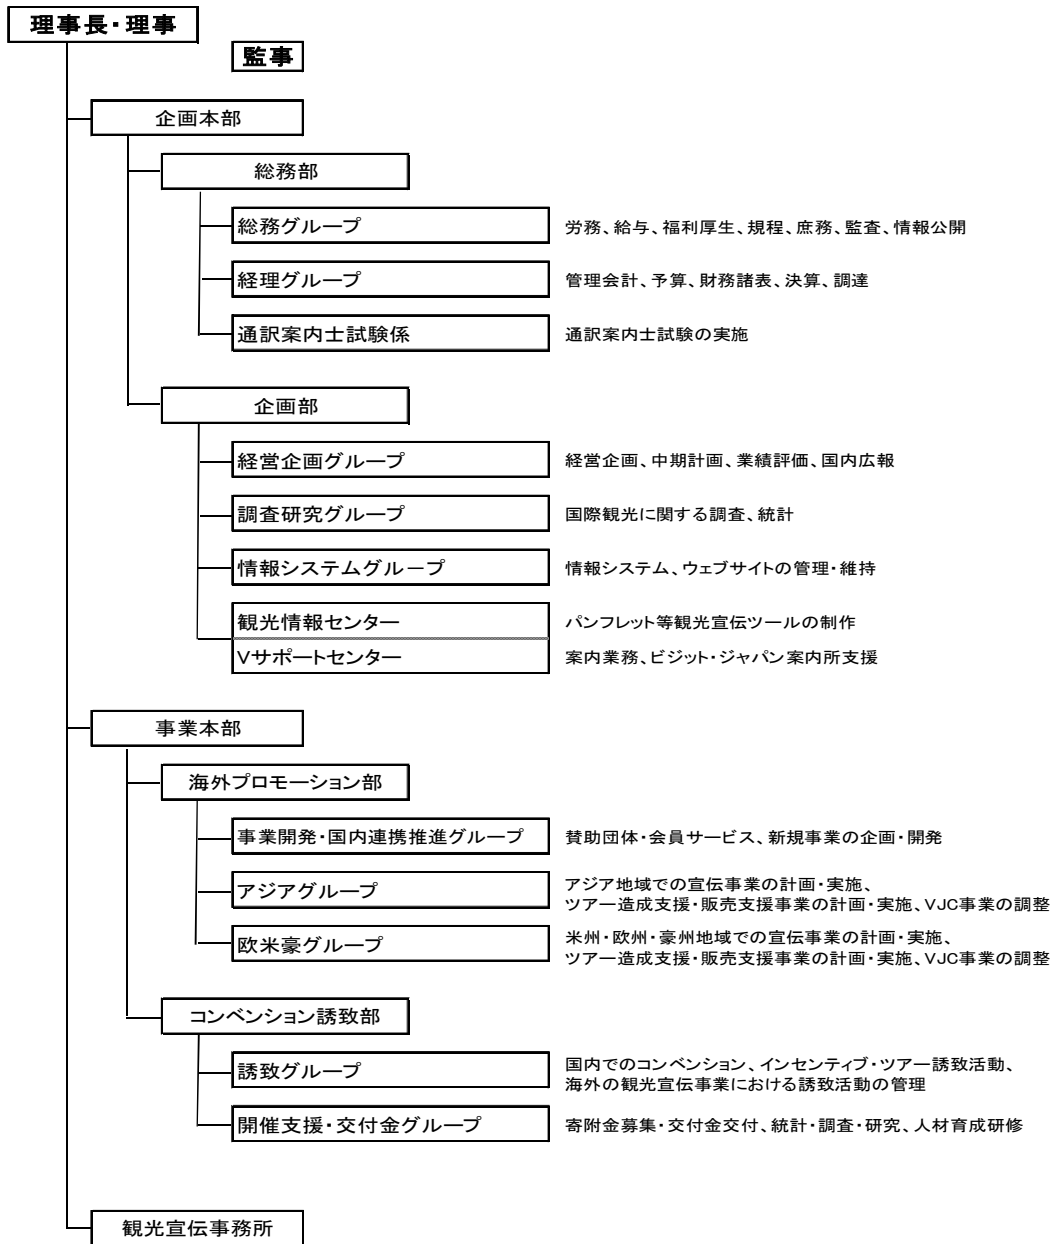 理事長・理事
監事
企画本部
総務部
総務グループ 労務、給与、福利厚生、規程、庶務、監査、情報公開
経理グループ 管理会計、予算、財務諸表、決算、調達
通訳案内士試験係 通訳案内士試験の実施
企画部
経営企画グループ 経営企画、中期計画、業績評価、国内広報
調査研究グループ 国際観光に関する調査、統計
情報システムグループ 情報システム、ウェブサイトの管理・維持
観光情報センター パンフレット等観光宣伝ツールの制作
Vサポートセンター 案内業務、ビジット・ジャパン案内所支援
事業本部
海外プロモーション部
事業開発・国内連携推進グループ 賛助団体・会員サービス、新規事業の企画・開発
アジアグループ アジア地域での宣伝事業の計画・実施、
ツアー造成支援・販売支援事業の計画・実施、VJC事業の調整
欧米豪グループ 米州・欧州・豪州地域での宣伝事業の計画・実施、
ツアー造成支援・販売支援事業の計画・実施、VJC事業の調整
コンベンション誘致部
誘致グループ 国内でのコンベンション、インセンティブ・ツアー誘致活動、
海外の観光宣伝事業における誘致活動の管理
開催支援・交付金グループ 寄附金募集・交付金交付、統計・調査・研究、人材育成研修
観光宣伝事務所